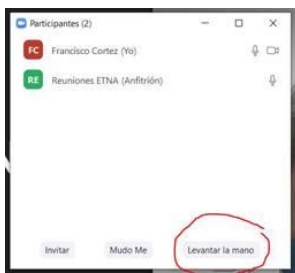 Participantes (2)
FC Francisco Cortez (Yo)
RE Reuniones ETNA (Anfitrión)
Invitar Mudo Me Levantar la mano